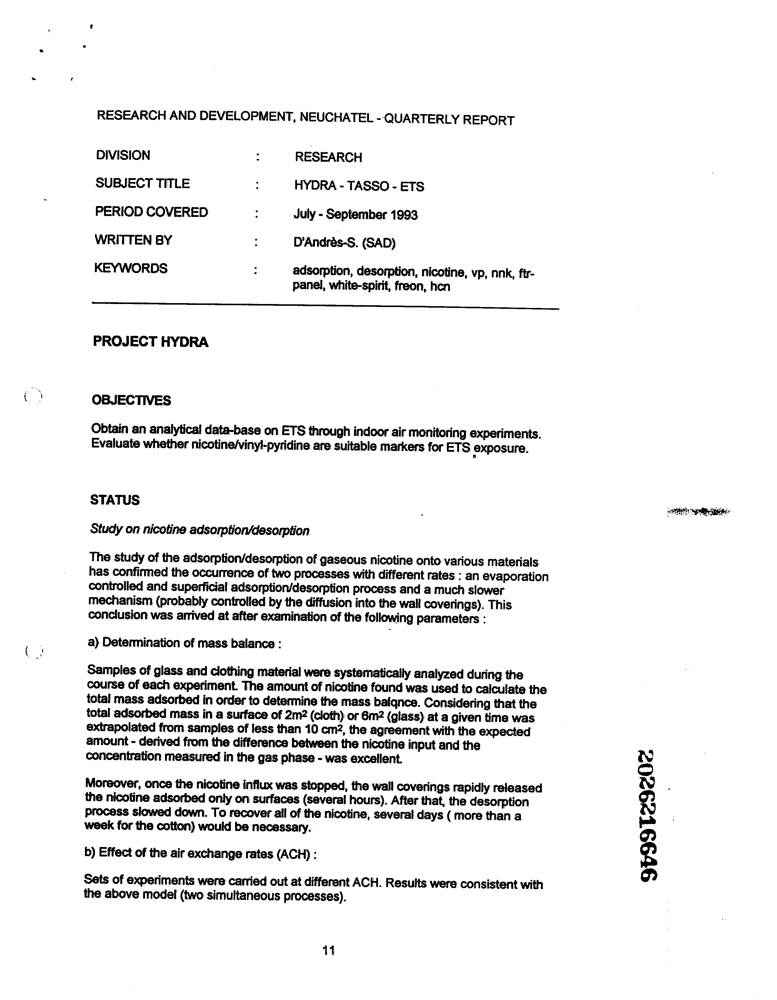 RESEARCH AND DEVELOPMENT, NEUCHATEL - QUARTERLY REPORT
DIVISION : RESEARCH
SUBJECT TITLE : HYDRA - TASSO - ETS
PERIOD COVERED : July - September 1993
WRITTEN BY : D'Andrès-S. (SAD)
KEYWORDS : adsorption, desorption, nicotine, vp, nnk, ftr-
panel, white-spirit, freon, hcn
PROJECT HYDRA
OBJECTIVES
Obtain an analytical data-base on ETS through indoor air monitoring experiments.
Evaluate whether nicotine/vinyl-pyridine are suitable markers for ETS exposure.
STATUS
Study on nicotine adsorption/desorption
The study of the adsorption/desorption of gaseous nicotine onto various materials
has confirmed the occurrence of two processes with different rates : an evaporation
controlled and superficial adsorption/desorption process and a much slower
mechanism (probably controlled by the diffusion into the wall coverings). This
conclusion was arrived at after examination of the following parameters :
a) Determination of mass balance :
Samples of glass and clothing material were systematically analyzed during the
course of each experiment. The amount of nicotine found was used to calculate the
total mass adsorbed in order to determine the mass balqnce. Considering that the
total adsorbed mass in a surface of 2m² (cloth) or 6m² (glass) at a given time was
extrapolated from samples of less than 10 cm², the agreement with the expected
amount - derived from the difference between the nicotine input and the
concentration measured in the gas phase - was excellent.
Moreover, once the nicotine influx was stopped, the wall coverings rapidly released
the nicotine adsorbed only on surfaces (several hours). After that, the desorption
process slowed down. To recover all of the nicotine, several days ( more than a
week for the cotton) would be necessary.
b) Effect of the air exchange rates (ACH) :
Sets of experiments were carried out at different ACH. Results were consistent with
the above model (two simultaneous processes).
11
2026216646